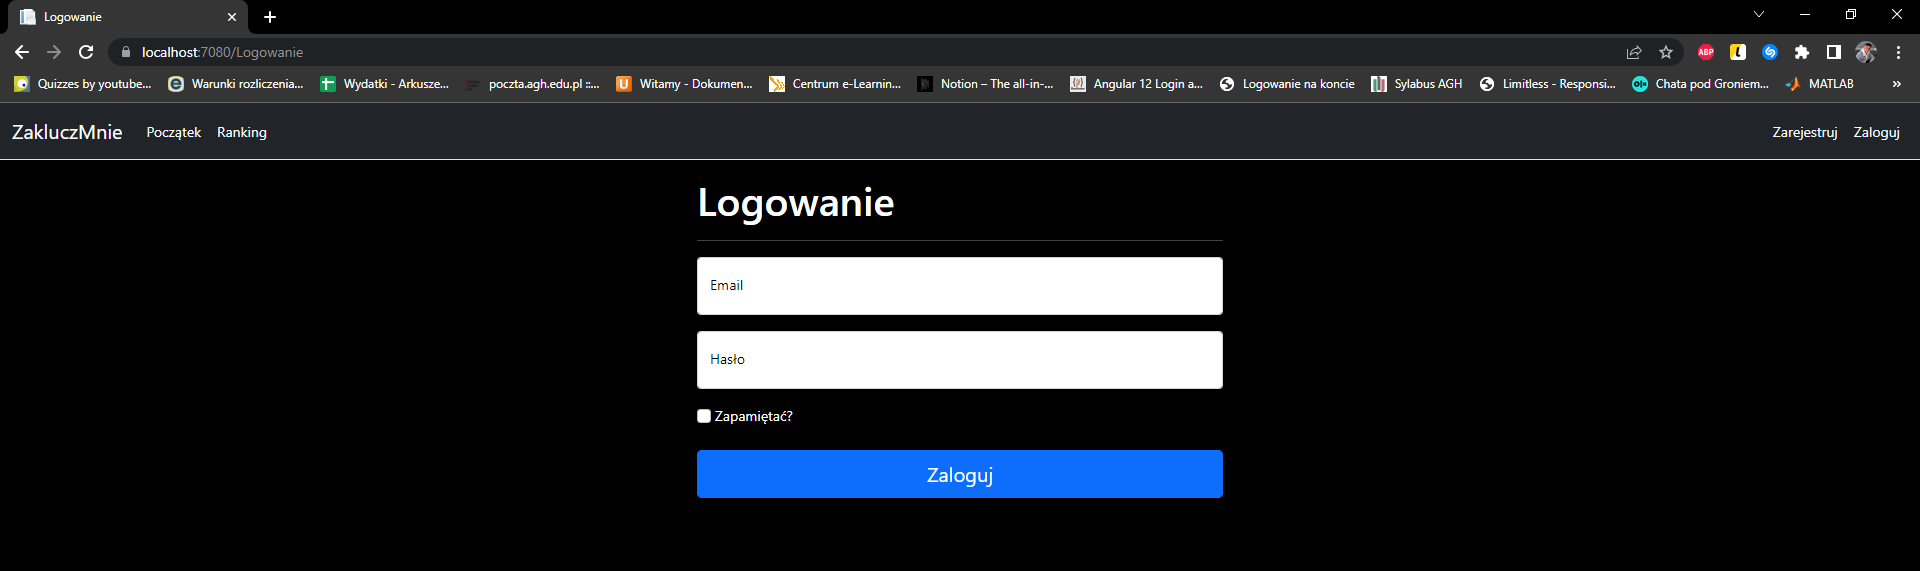 Logowanie
localhost:7080/Logowanie
ABP
L
Quizzes by youtube... Warunki rozliczenia... Wydatki - Arkusze... poczta.agh.edu.pl ::... U Witamy - Dokumen... Centrum e-Learnin... Notion – The all-in-... Angular 12 Login a... Logowanie na koncie Sylabus AGH Limitless - Responsi... olx Chata pod Groniem... MATLAB »
ZakluczMnie Początek Ranking Zarejestruj Zaloguj
Logowanie
Email
Hasło
Zapamiętać?
Zaloguj